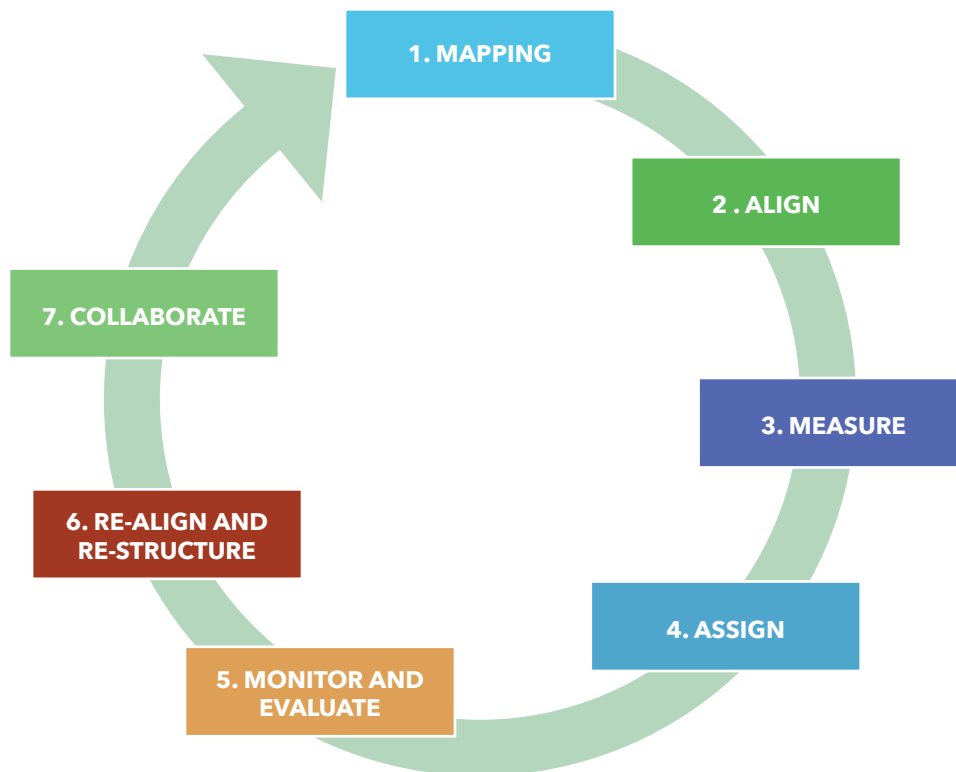 1. MAPPING
2 . ALIGN
3. MEASURE
4. ASSIGN
5. MONITOR AND
EVALUATE
6. RE-ALIGN AND
RE-STRUCTURE
7. COLLABORATE